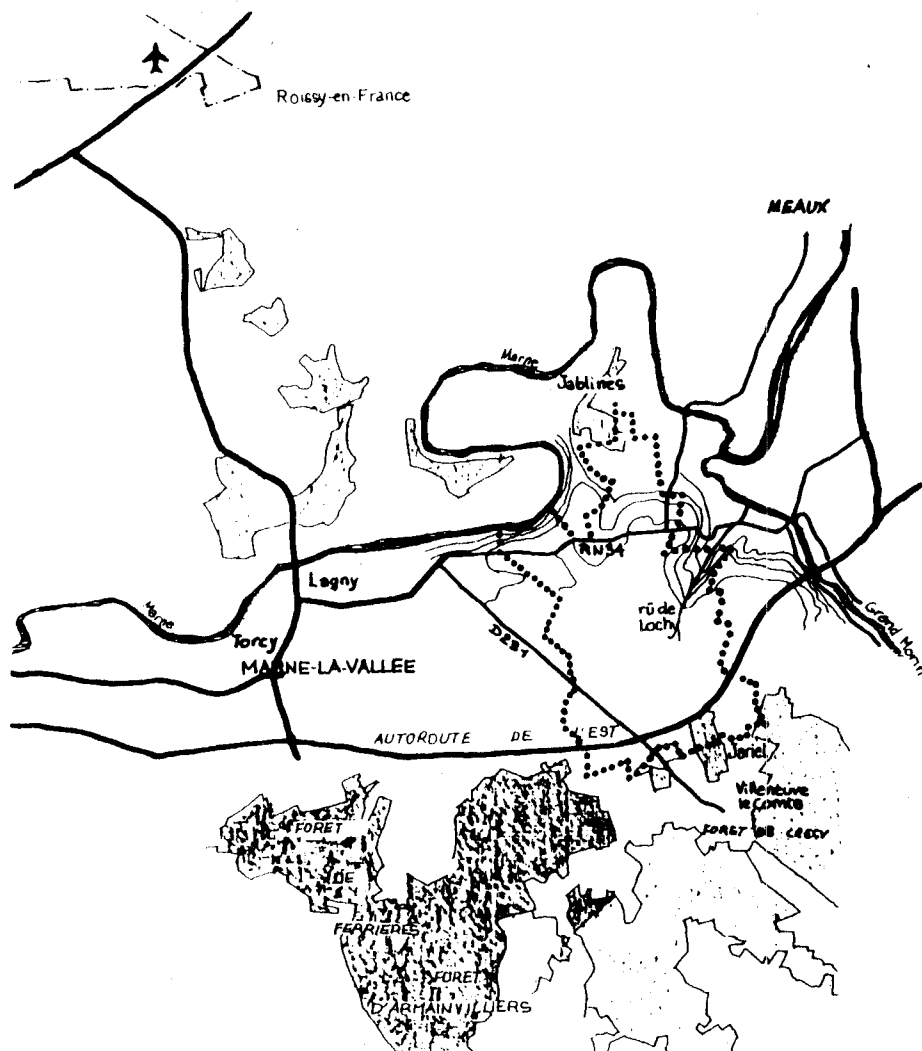 Roissy-en-France
MEAUX
Marne
Jablines
RN34
Lagny
rû de
Lochy
Marne
Torcy
D231
MARNE-LA-VALLEE
AUTOROUTE DE L'EST
Jariel
Villeneuve
le Comte
FORET DE CRECY
FORET
DE
FERRIERES
FORET
D'ARMAINVILLIERS